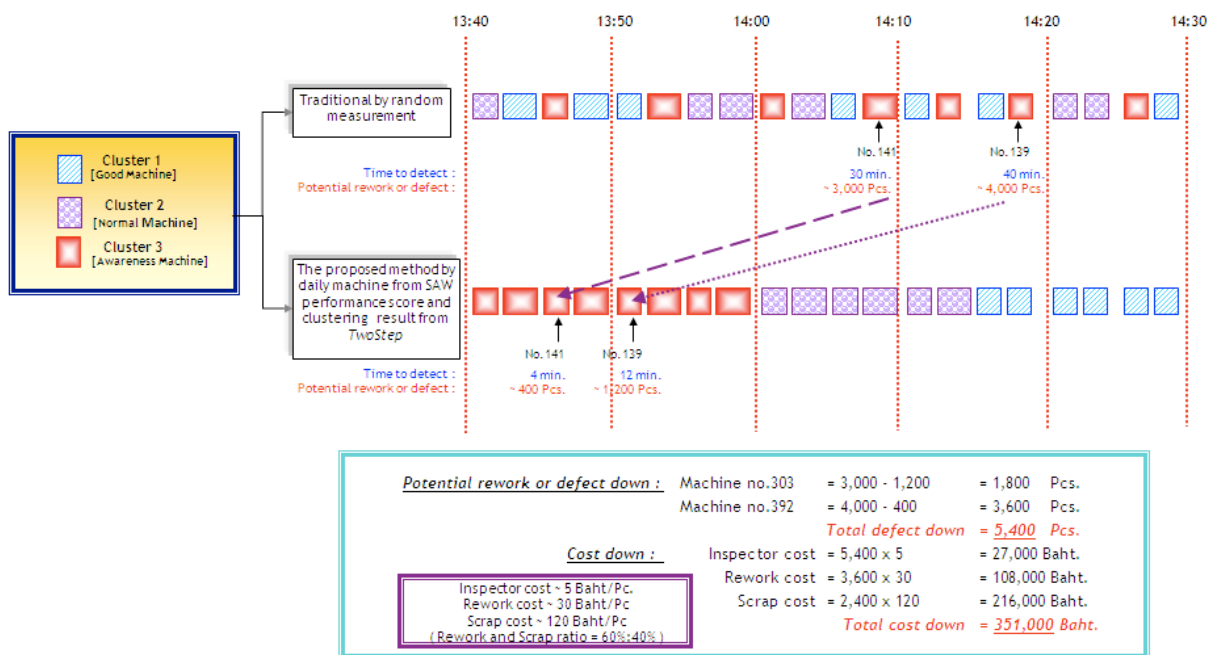 13:40 13:50 14:00 14:10 14:20 14:30
Traditional by random
measurement
No.141 No.139
Time to detect : 30 min. 40 min.
Potential rework or defect : ~ 3,000 Pcs. ~ 4,000 Pcs.
Cluster 1
[Good Machine]
Cluster 2
[Normal Machine]
Cluster 3
[Awareness Machine]
The proposed method by
daily machine from SAW
performance score and
clustering result from
TwoStep
No.141 No.139
Time to detect : 4 min. 12 min.
Potential rework or defect : ~ 400 Pcs. ~ 1,200 Pcs.
Potential rework or defect down : Machine no.303 = 3,000 - 1,200 = 1,800 Pcs.
Machine no.392 = 4,000 - 400 = 3,600 Pcs.
Total defect down = 5,400 Pcs.
Cost down : Inspector cost = 5,400 x 5 = 27,000 Baht.
Rework cost = 3,600 x 30 = 108,000 Baht.
Scrap cost = 2,400 x 120 = 216,000 Baht.
Total cost down = 351,000 Baht.
Inspector cost ~ 5 Baht/Pc.
Rework cost ~ 30 Baht/Pc
Scrap cost ~ 120 Baht/Pc
( Rework and Scrap ratio = 60%:40% )